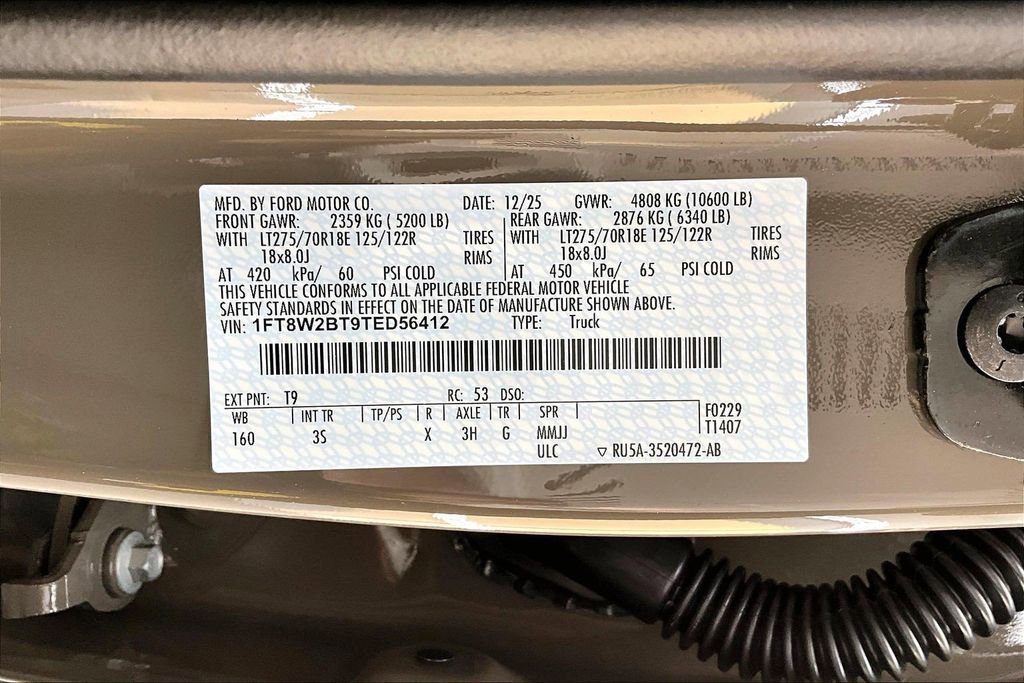 MFD. BY FORD MOTOR CO. DATE: 12/25 GVWR: 4808 KG (10600 LB)
FRONT GAWR: 2359 KG ( 5200 LB) REAR GAWR: 2876 KG ( 6340 LB)
WITH LT275/70R18E 125/122R TIRES WITH LT275/70R18E 125/122R TIRES
18x8.0J RIMS 18x8.0J RIMS
AT 420 kPa/ 60 PSI COLD AT 450 kPa/ 65 PSI COLD
THIS VEHICLE CONFORMS TO ALL APPLICABLE FEDERAL MOTOR VEHICLE
SAFETY STANDARDS IN EFFECT ON THE DATE OF MANUFACTURE SHOWN ABOVE.
VIN: 1FT8W2BT9TED56412 TYPE: Truck
EXT PNT: T9 RC: 53 DSO:
WB INT TR TP/PS R AXLE TR SPR F0229
160 3S X 3H G MMJJ T1407
ULC ▽ RU5A-3520472-AB